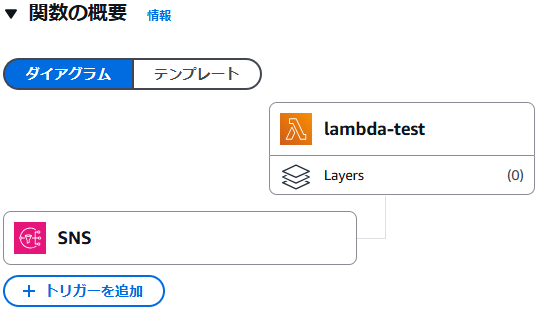 ▼ 関数の概要 情報
ダイアグラム テンプレート
lambda-test
Layers (0)
SNS
+ トリガーを追加